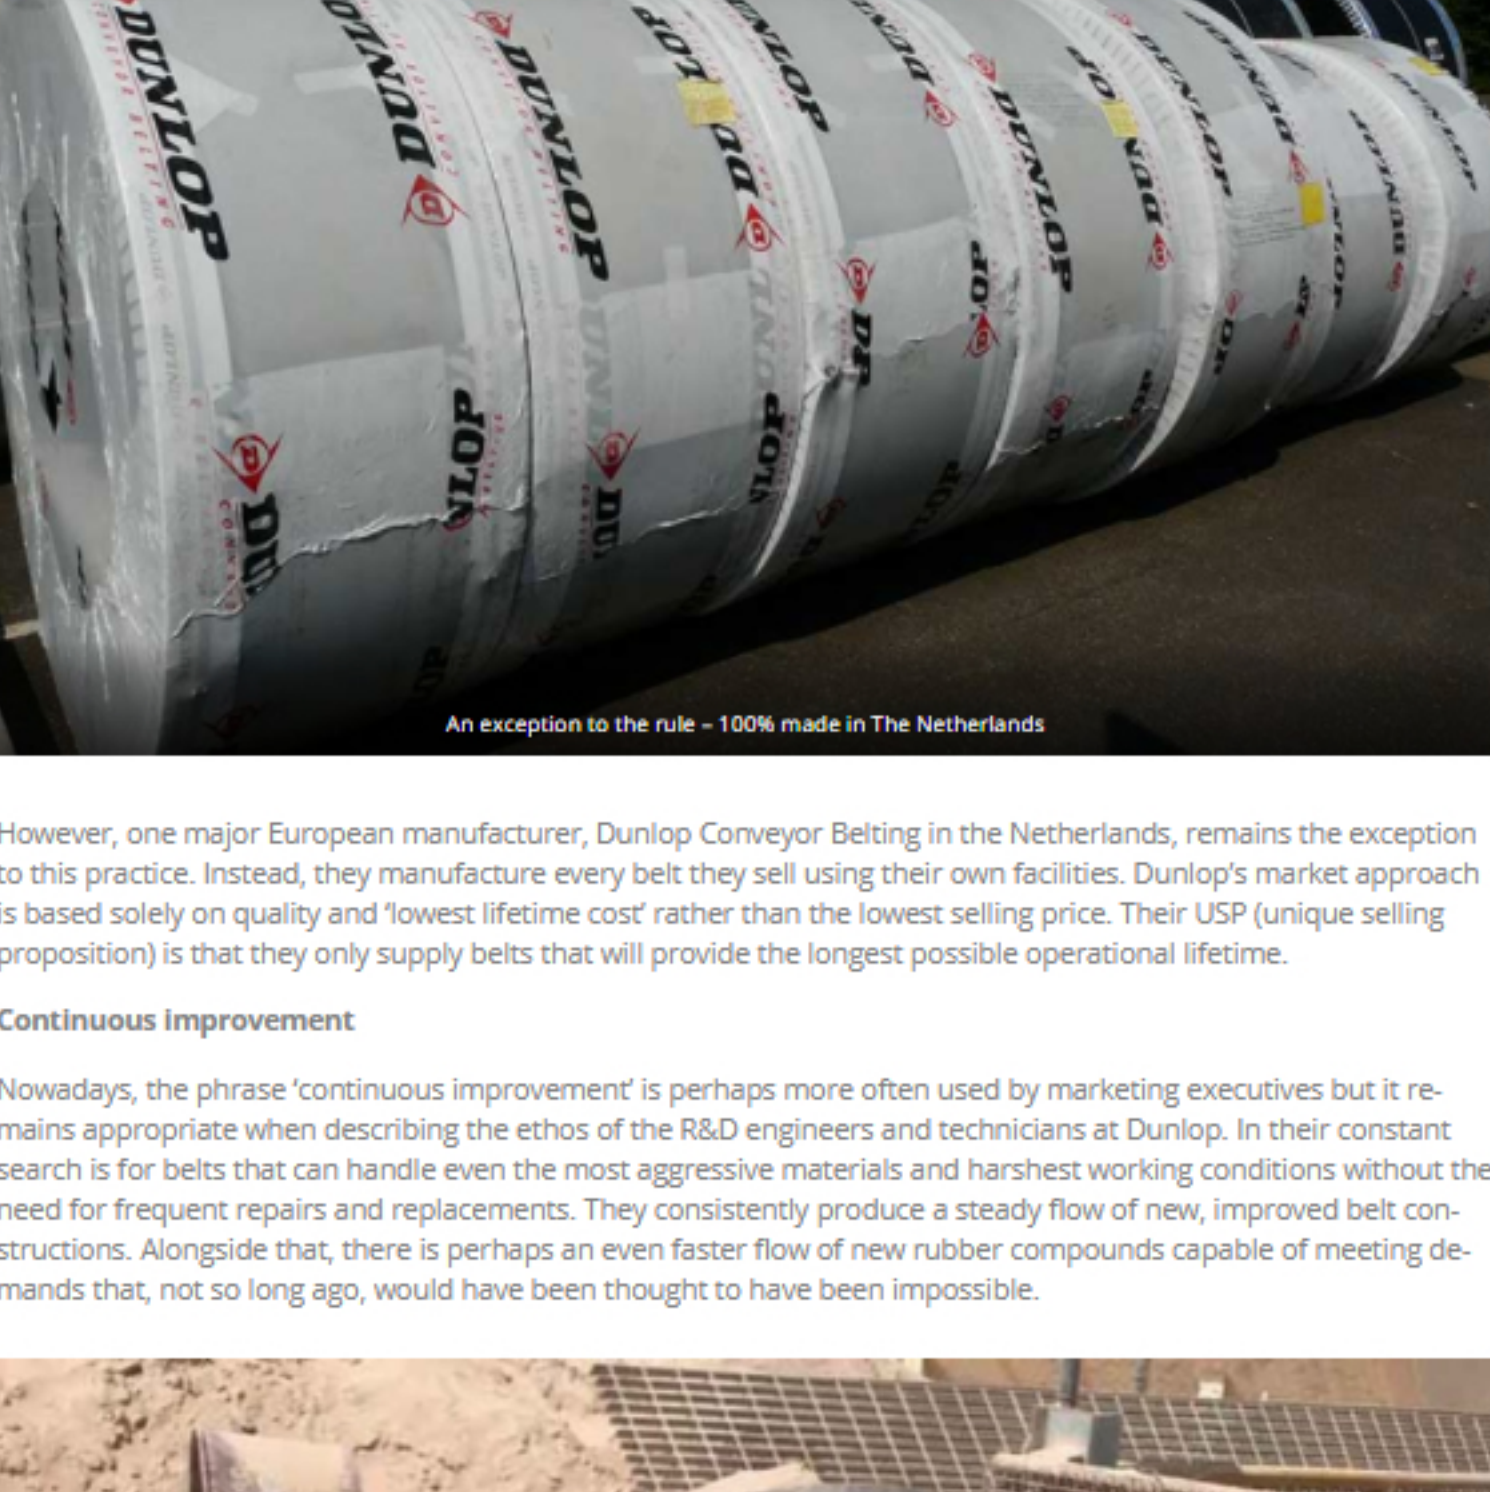 DUNLOP
CONVEYOR BELTING
DUNLOP
DUNLOP
DUNLOP
DUNLOP
An exception to the rule – 100% made in The Netherlands
However, one major European manufacturer, Dunlop Conveyor Belting in the Netherlands, remains the exception
to this practice. Instead, they manufacture every belt they sell using their own facilities. Dunlop's market approach
is based solely on quality and 'lowest lifetime cost' rather than the lowest selling price. Their USP (unique selling
proposition) is that they only supply belts that will provide the longest possible operational lifetime.
Continuous improvement
Nowadays, the phrase 'continuous improvement' is perhaps more often used by marketing executives but it re-
mains appropriate when describing the ethos of the R&D engineers and technicians at Dunlop. In their constant
search is for belts that can handle even the most aggressive materials and harshest working conditions without the
need for frequent repairs and replacements. They consistently produce a steady flow of new, improved belt con-
structions. Alongside that, there is perhaps an even faster flow of new rubber compounds capable of meeting de-
mands that, not so long ago, would have been thought to have been impossible.